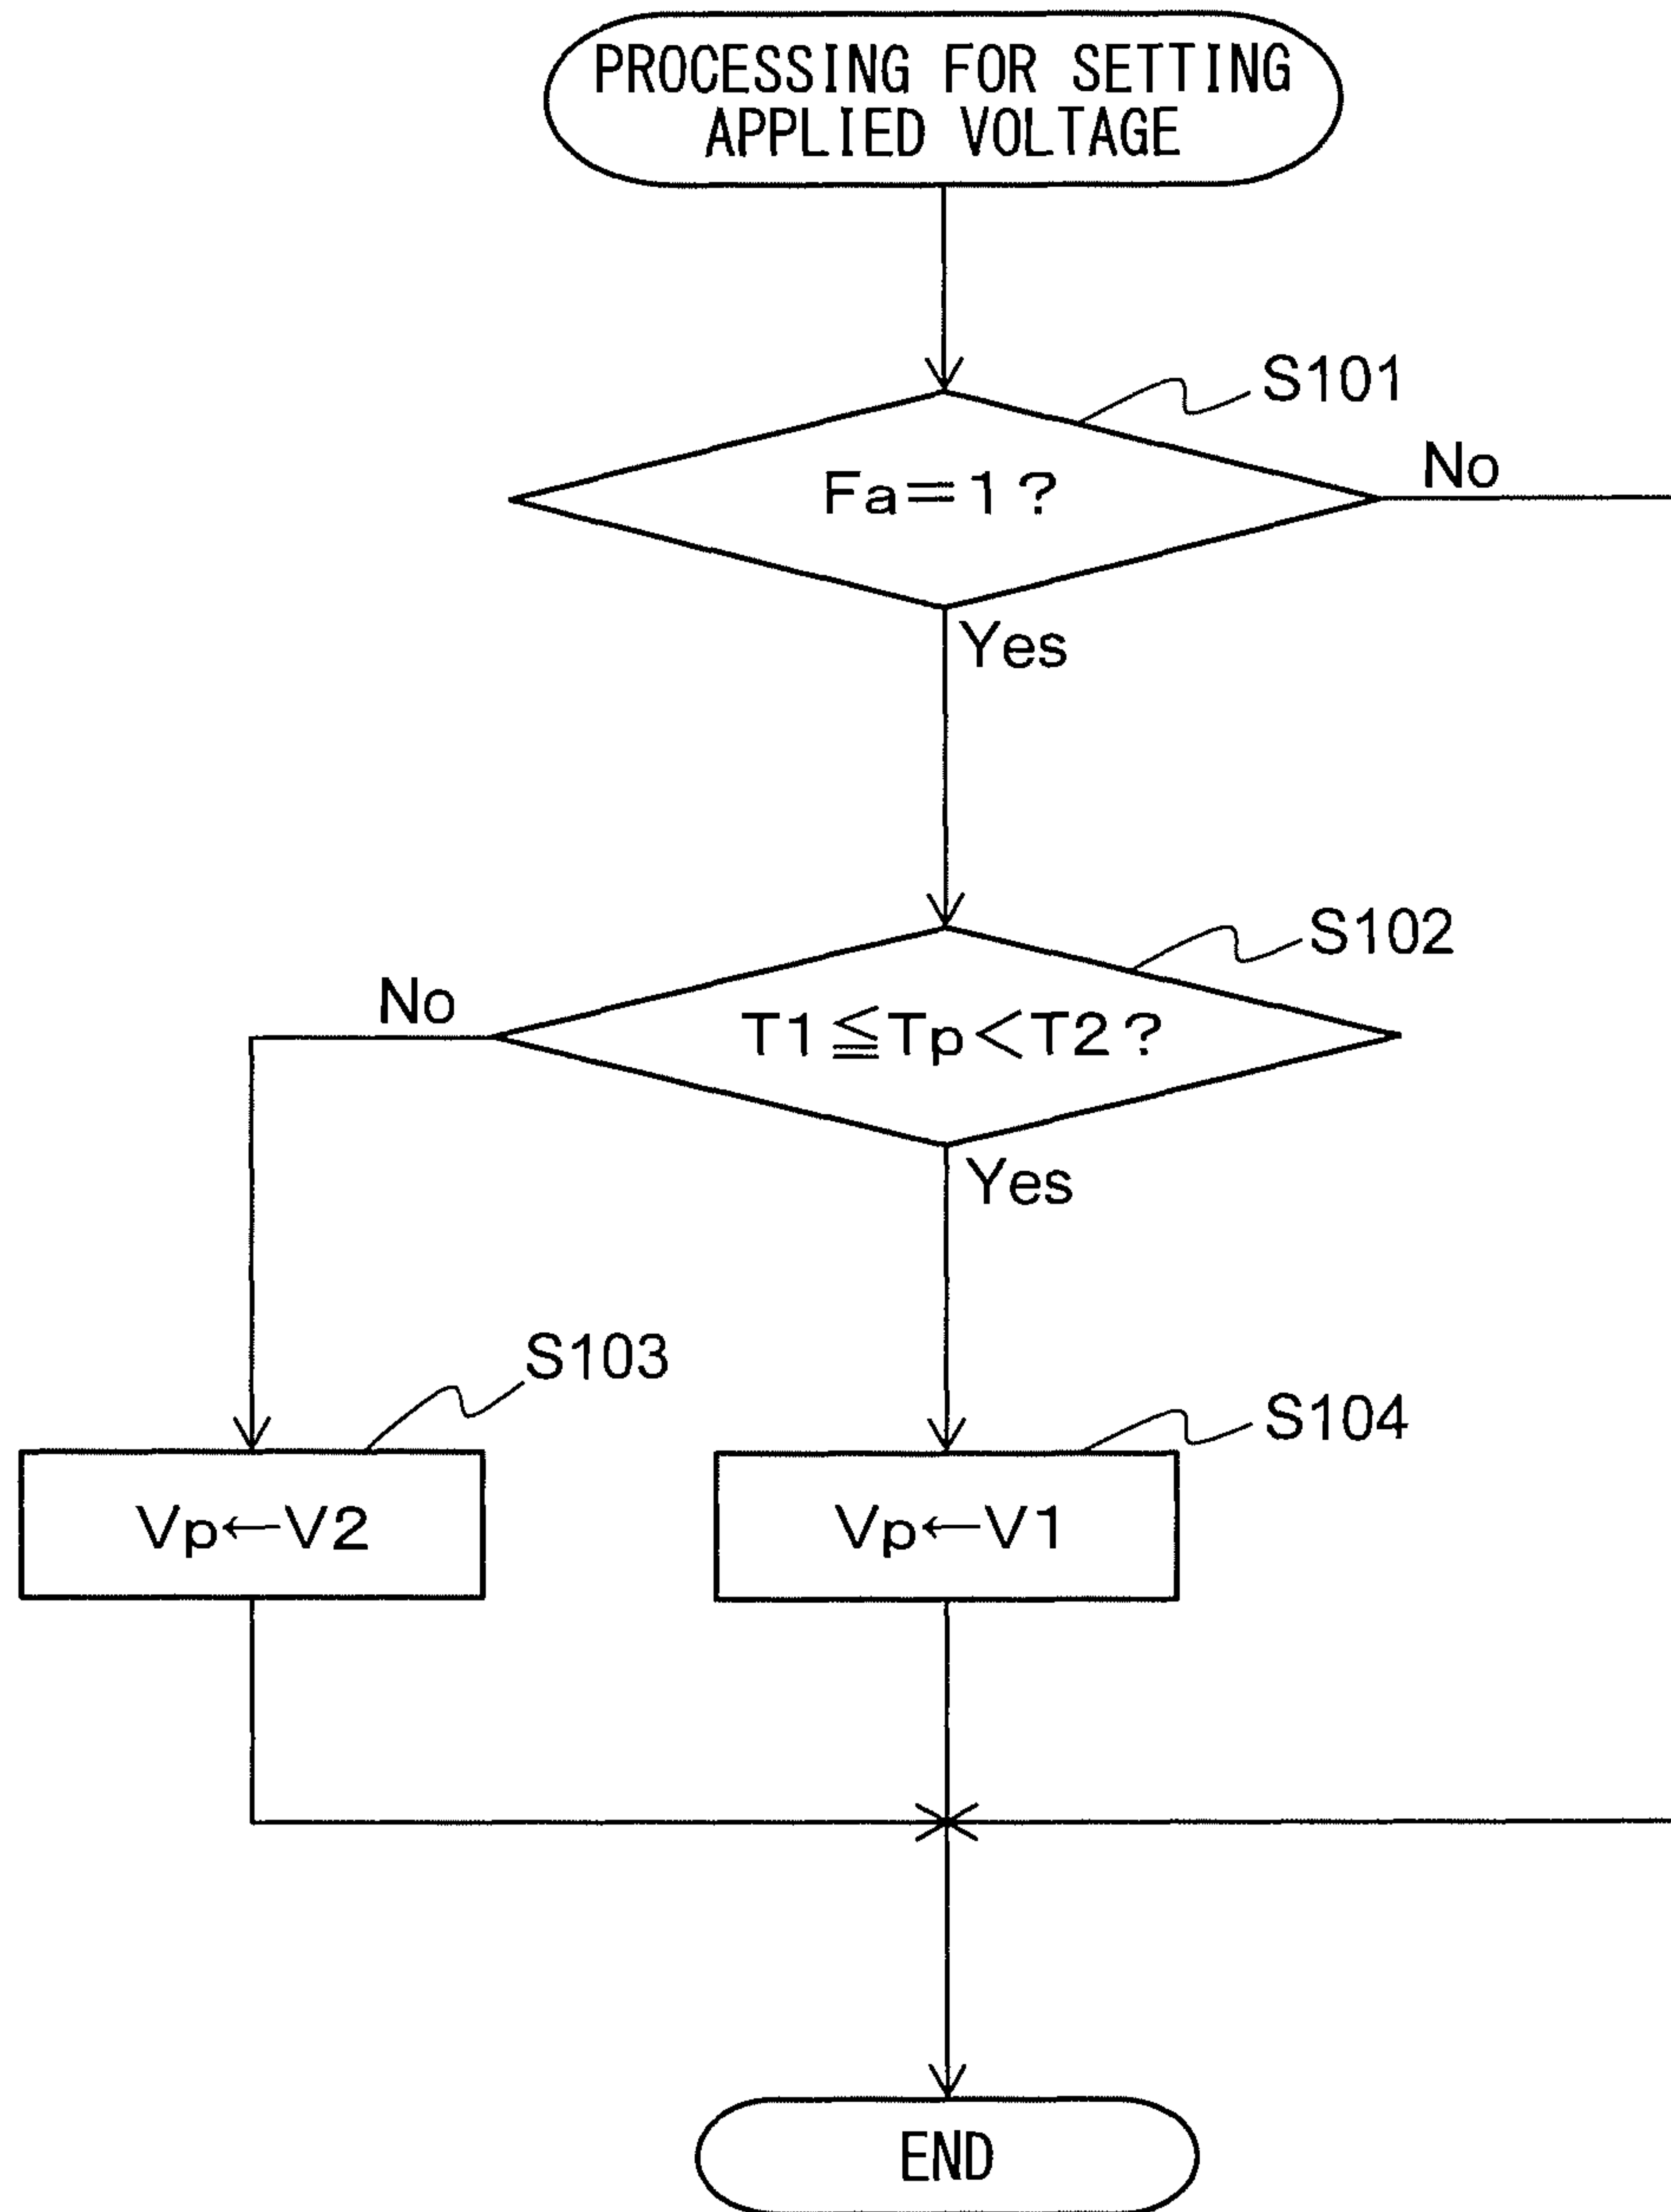 PROCESSING FOR SETTING
APPLIED VOLTAGE
S101
Fa=1?
No
Yes
S102
No
T1≦Tp<T2?
Yes
S103
S104
Vp←V2
Vp←V1
END